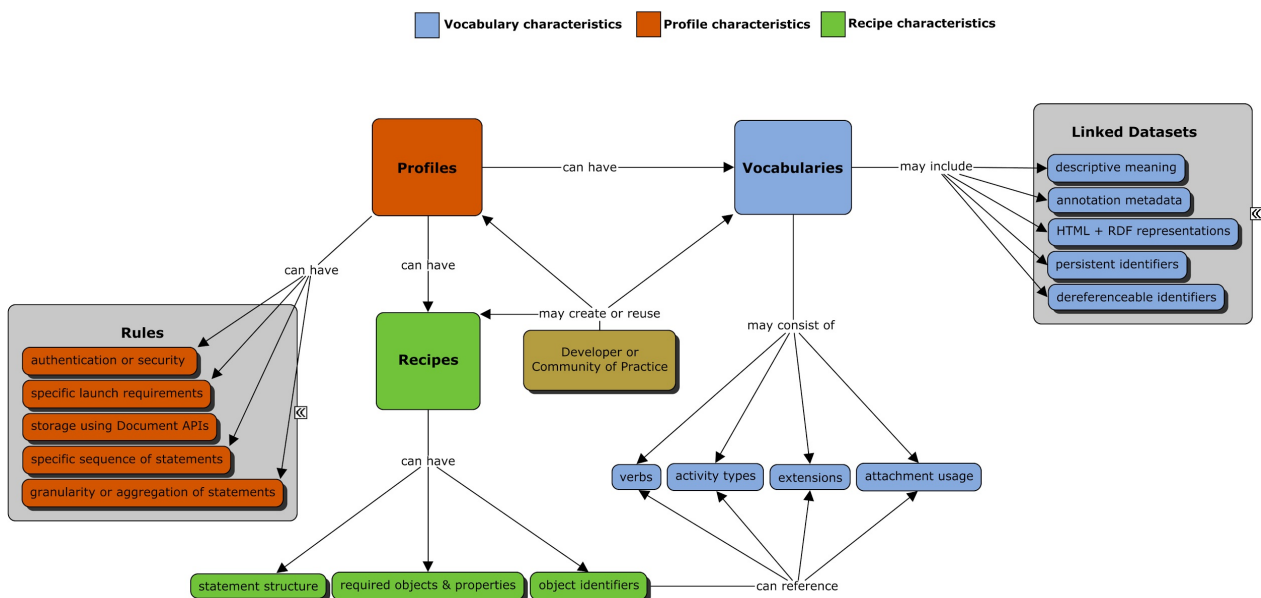 Vocabulary characteristics
Profile characteristics
Recipe characteristics
Linked Datasets
Profiles
can have
Vocabularies
may include
descriptive meaning
annotation metadata
HTML + RDF representations
persistent identifiers
dereferenceable identifiers
can have
can have
Rules
authentication or security
specific launch requirements
storage using Document APIs
specific sequence of statements
granularity or aggregation of statements
may create or reuse
Developer or
Community of Practice
Recipes
may consist of
can have
verbs
activity types
extensions
attachment usage
statement structure
required objects & properties
object identifiers
can reference